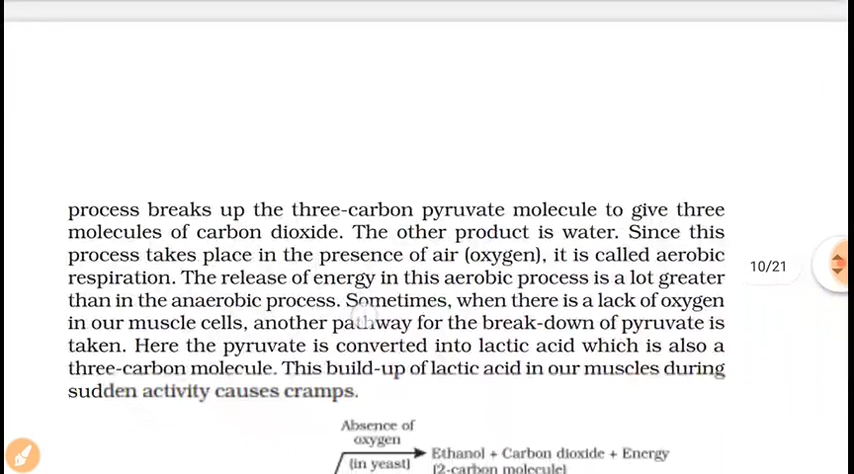 process breaks up the three-carbon pyruvate molecule to give three
molecules of carbon dioxide. The other product is water. Since this
process takes place in the presence of air (oxygen), it is called aerobic
respiration. The release of energy in this aerobic process is a lot greater
than in the anaerobic process. Sometimes, when there is a lack of oxygen
in our muscle cells, another pathway for the break-down of pyruvate is
taken. Here the pyruvate is converted into lactic acid which is also a
three-carbon molecule. This build-up of lactic acid in our muscles during
sudden activity causes cramps.
10/21
Absence of
oxygen
(in yeast)
Ethanol + Carbon dioxide + Energy
(2-carbon molecule)